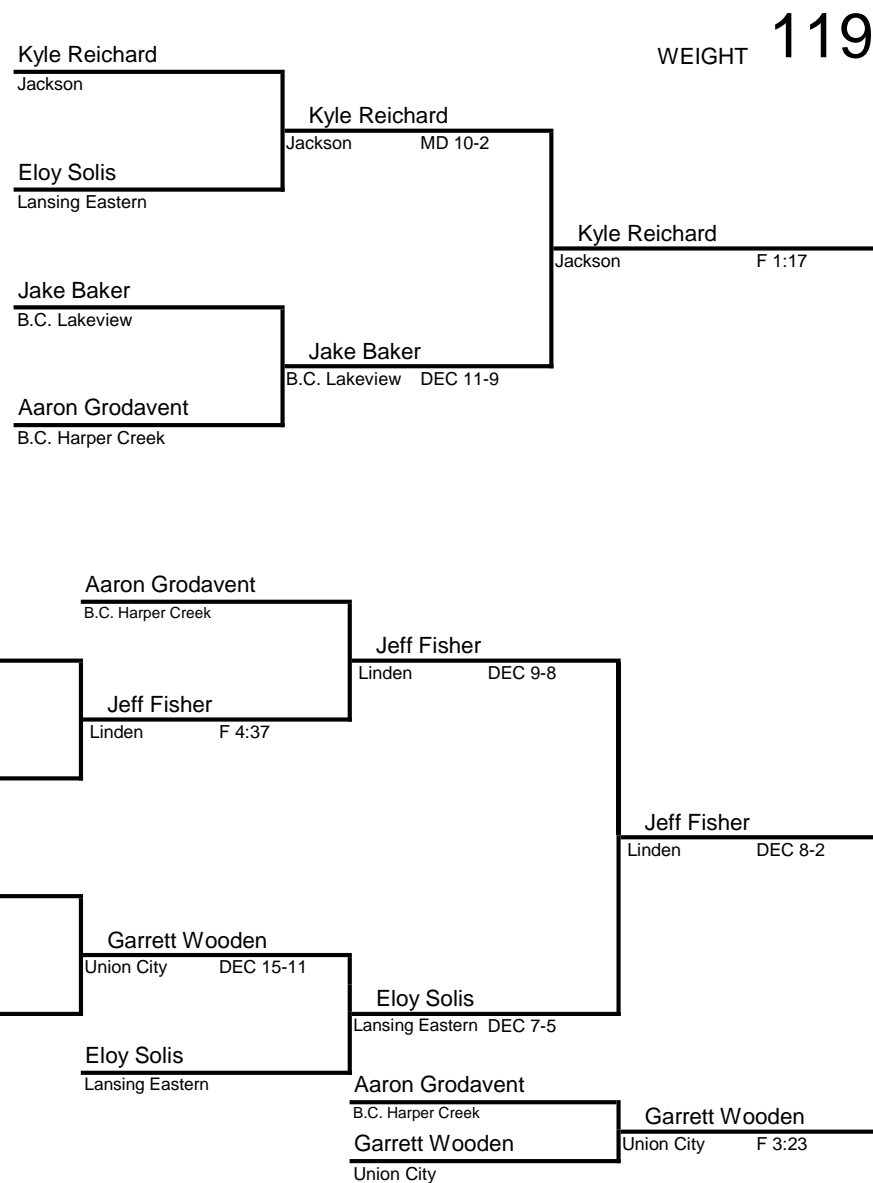 WEIGHT 119
Kyle Reichard
Jackson
Kyle Reichard
Jackson MD 10-2
Eloy Solis
Lansing Eastern
Kyle Reichard
Jackson F 1:17
Jake Baker
B.C. Lakeview
Jake Baker
B.C. Lakeview DEC 11-9
Aaron Grodavent
B.C. Harper Creek
Aaron Grodavent
B.C. Harper Creek
Jeff Fisher
Linden DEC 9-8
Jeff Fisher
Linden F 4:37
Jeff Fisher
Linden DEC 8-2
Garrett Wooden
Union City DEC 15-11
Eloy Solis
Lansing Eastern DEC 7-5
Eloy Solis
Lansing Eastern
Aaron Grodavent
B.C. Harper Creek
Garrett Wooden
Union City F 3:23
Garrett Wooden
Union City